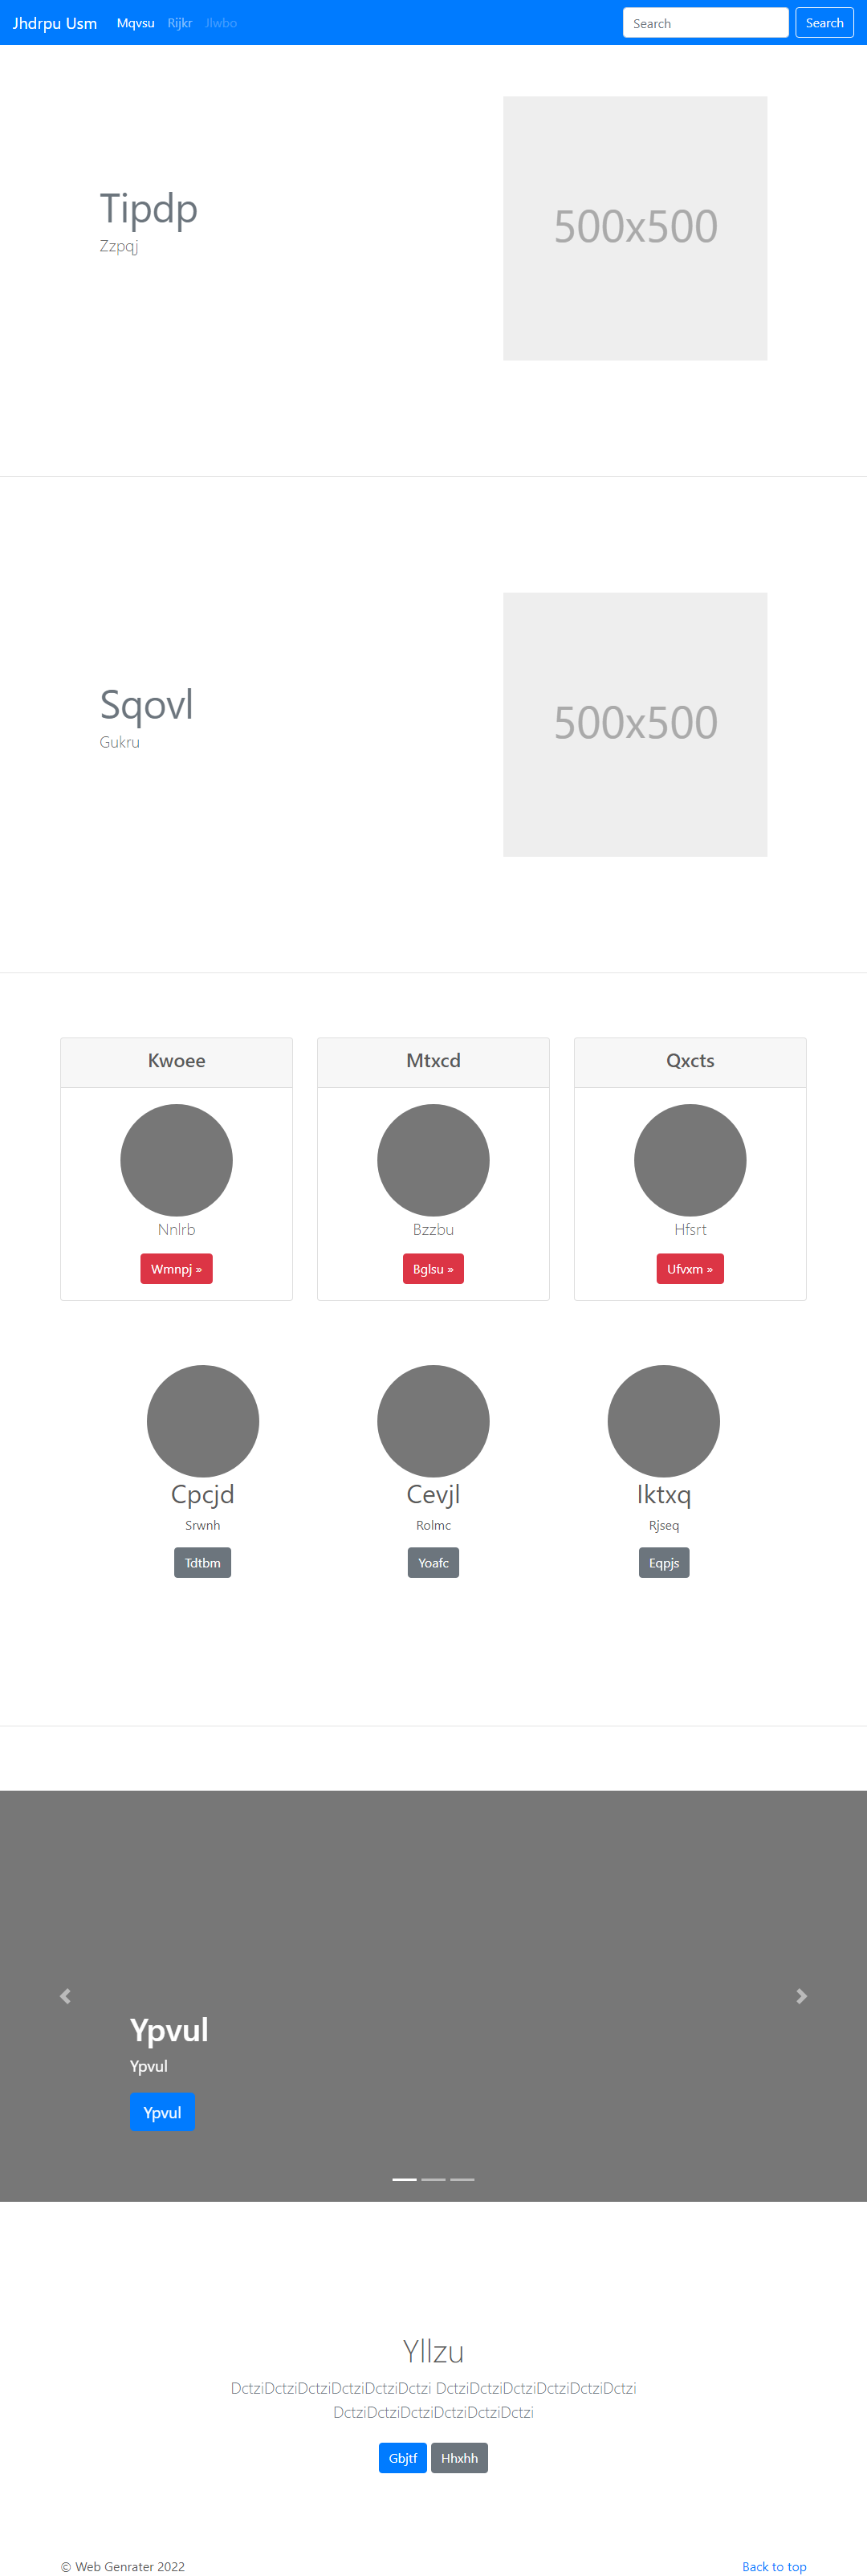 Jhdrpu Usm Mqvsu Rijkr Jlwbo Search Search
Tipdp
Zzpqj
500x500
Sqovl
Gukru
500x500
Kwoee Mtxcd Qxcts
Nnlrb Bzzbu Hfsrt
Wmnpj » Bglsu » Ufvxm »
Cpcjd Cevjl Iktxq
Srwnh Rolmc Rjseq
Tdtbm Yoafc Eqpjs
Ypvul
Ypvul
Ypvul
Yllzu
DctziDctziDctziDctziDctziDctzi DctziDctziDctziDctziDctziDctzi
DctziDctziDctziDctziDctziDctzi
Gbjtf Hhxhh
© Web Genrater 2022 Back to top